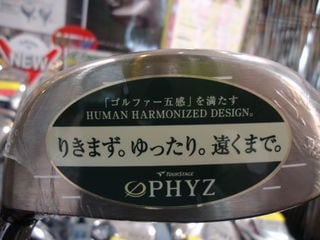 NEW
「ゴルファー五感」を満たす
HUMAN HARMONIZED DESIGN。
りきまず。ゆったり。遠くまで。
TOURSTAGE
PHYZ